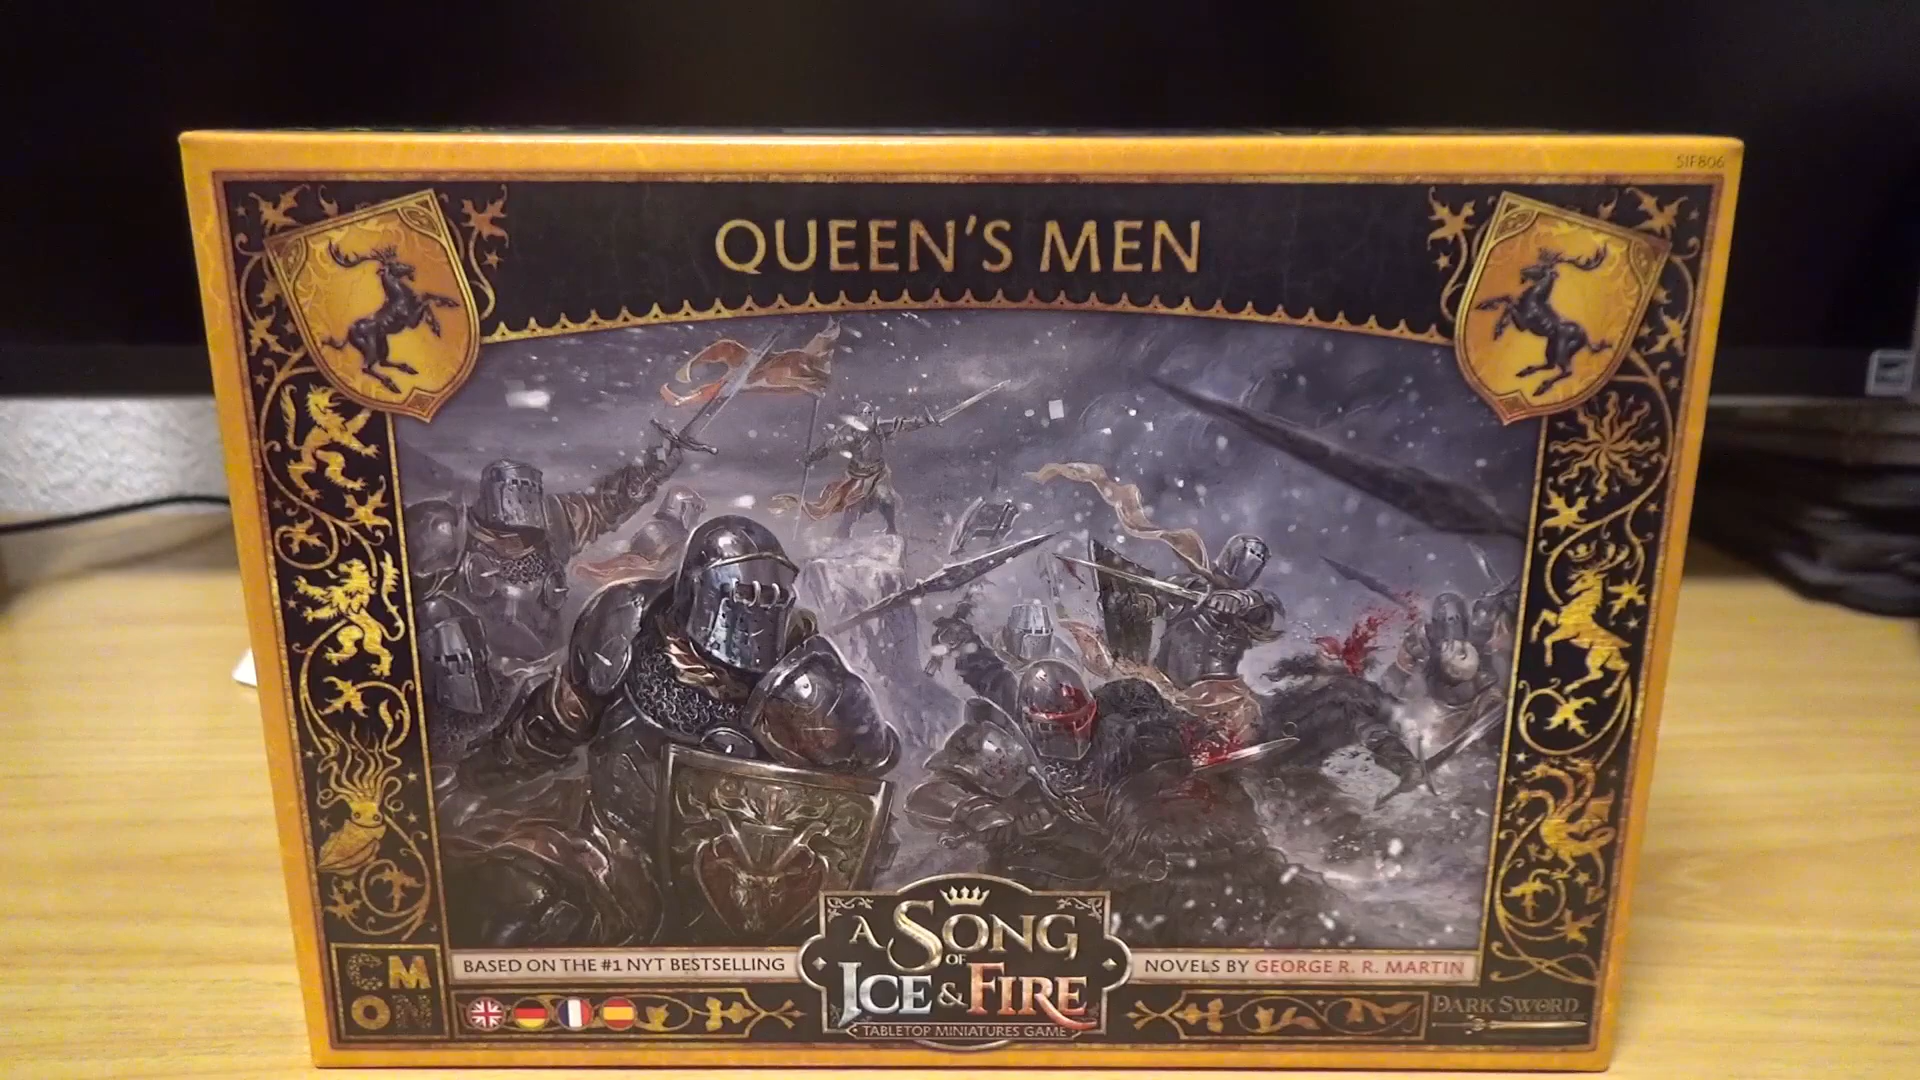 SIF806
QUEEN'S MEN
A SONG
OF
ICE & FIRE
TABLETOP MINIATURES GAME
BASED ON THE #1 NYT BESTSELLING
NOVELS BY GEORGE R. R. MARTIN
CMON
DARK SWORD